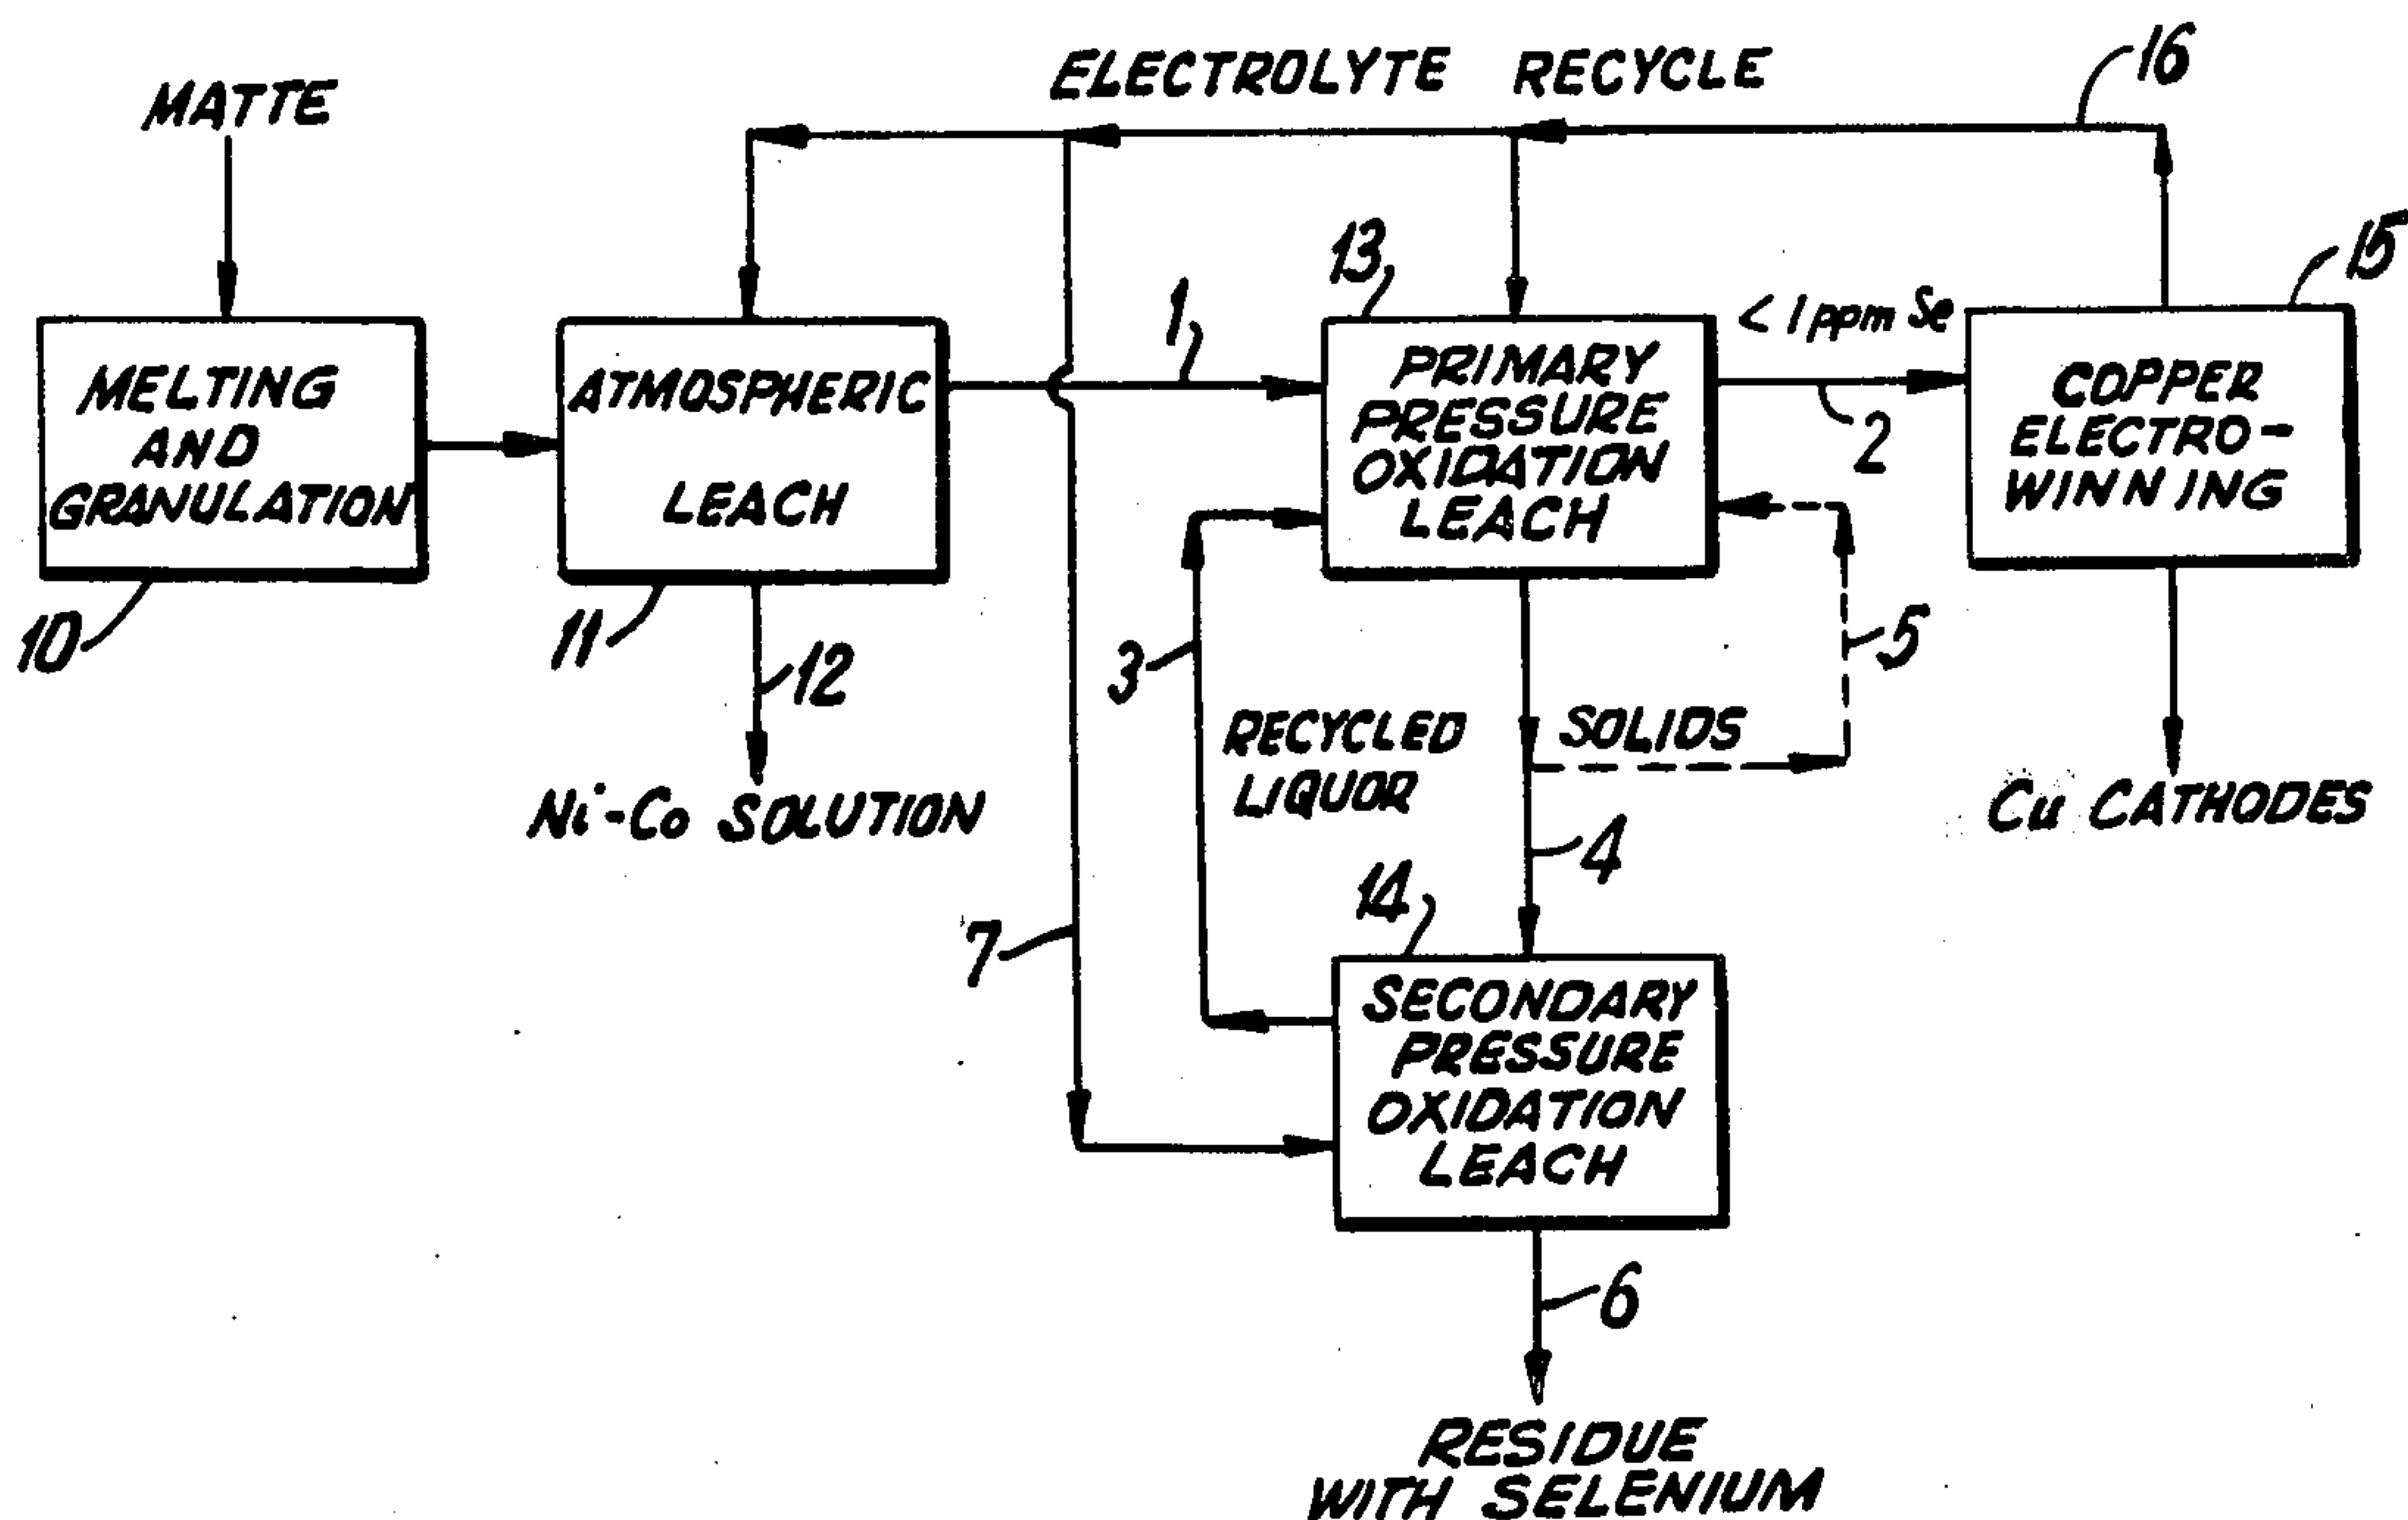 ELECTROLYTE RECYCLE
16
MATTE
13
15
1
< 1 ppm Se
MELTING
AND
GRANULATION
ATMOSPHERIC
LEACH
PRIMARY
PRESSURE
OXIDATION
LEACH
2
COPPER
ELECTRO-
WINNING
10
11
12
3
5
RECYCLED
LIQUOR
SOLIDS
Ni-Co SOLUTION
Cu CATHODES
4
14
7
SECONDARY
PRESSURE
OXIDATION
LEACH
6
RESIDUE
WITH SELENIUM